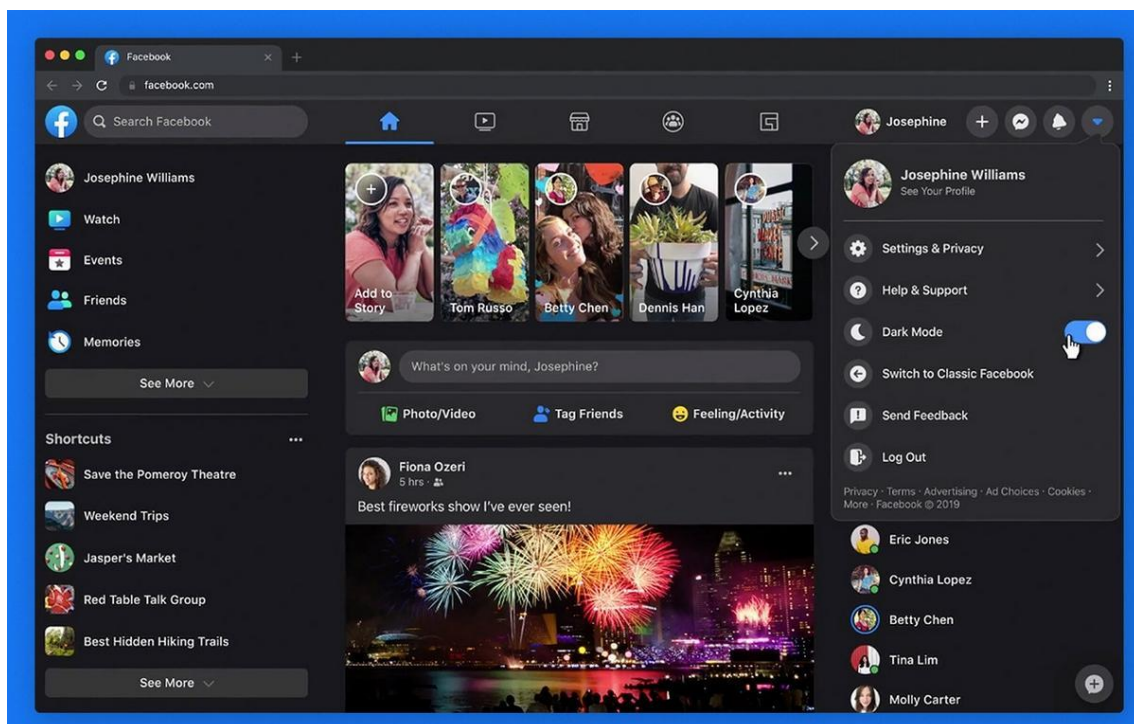 Facebook
facebook.com
Search Facebook
Josephine
Josephine Williams
Watch
Events
Friends
Memories
See More
Shortcuts
Save the Pomeroy Theatre
Weekend Trips
Jasper's Market
Red Table Talk Group
Best Hidden Hiking Trails
See More
Add to
Story
Tom Russo
Betty Chen
Dennis Han
Cynthia
Lopez
What's on your mind, Josephine?
Photo/Video
Tag Friends
Feeling/Activity
Fiona Ozeri
5 hrs ·
Best fireworks show I've ever seen!
Josephine Williams
See Your Profile
Settings & Privacy
Help & Support
Dark Mode
Switch to Classic Facebook
Send Feedback
Log Out
Privacy · Terms · Advertising · Ad Choices · Cookies ·
More · Facebook © 2019
Eric Jones
Cynthia Lopez
Betty Chen
Tina Lim
Molly Carter